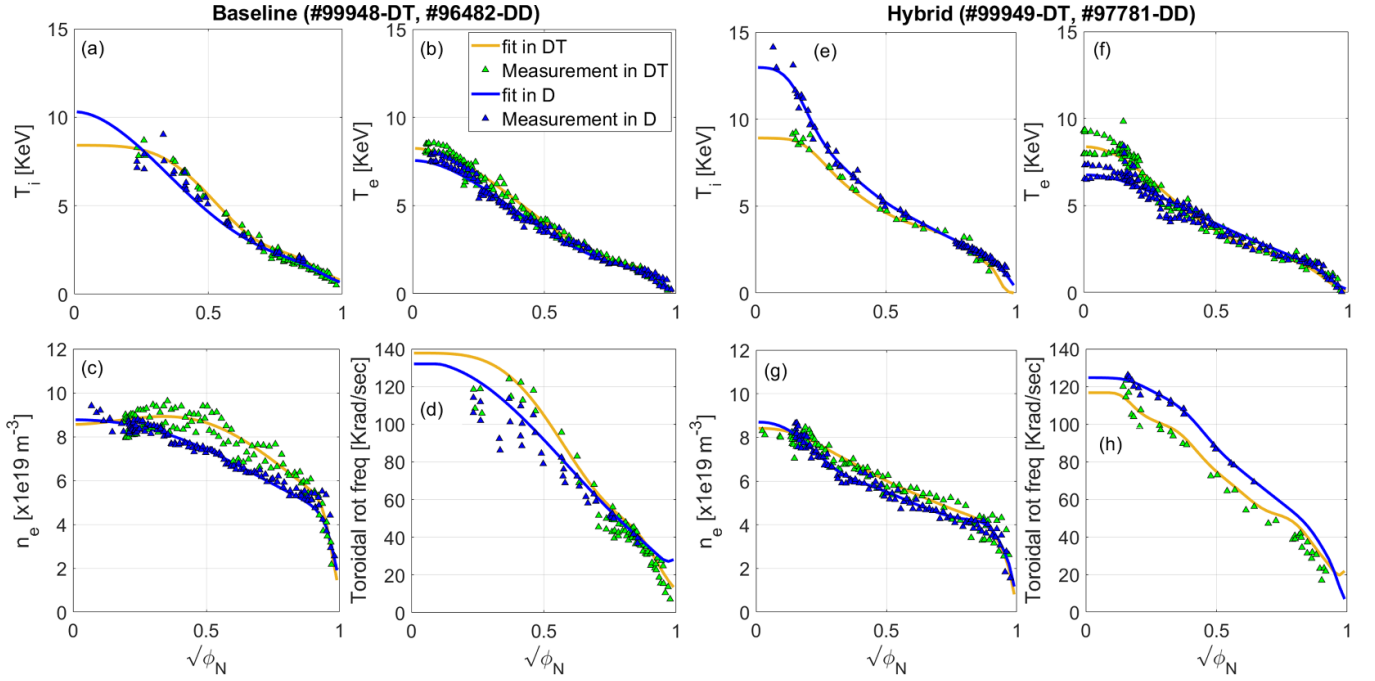 Baseline (#99948-DT, #96482-DD)
Hybrid (#99949-DT, #97781-DD)
(a)
T_i [KeV]
15
10
5
0
0
0.5
1
(b)
fit in DT
Measurement in DT
fit in D
Measurement in D
T_e [KeV]
15
10
5
0
0
0.5
1
(e)
T_i [KeV]
15
10
5
0
0
0.5
1
(f)
T_e [KeV]
15
10
5
0
0
0.5
1
(c)
n_e [x1e19 m^-3]
12
10
8
6
4
2
0
0
0.5
1
√ϕ_N
(d)
Toroidal rot freq [Krad/sec]
140
120
100
80
60
40
20
0
0
0.5
1
√ϕ_N
(g)
n_e [x1e19 m^-3]
12
10
8
6
4
2
0
0
0.5
1
√ϕ_N
(h)
Toroidal rot freq [Krad/sec]
140
120
100
80
60
40
20
0
0
0.5
1
√ϕ_N